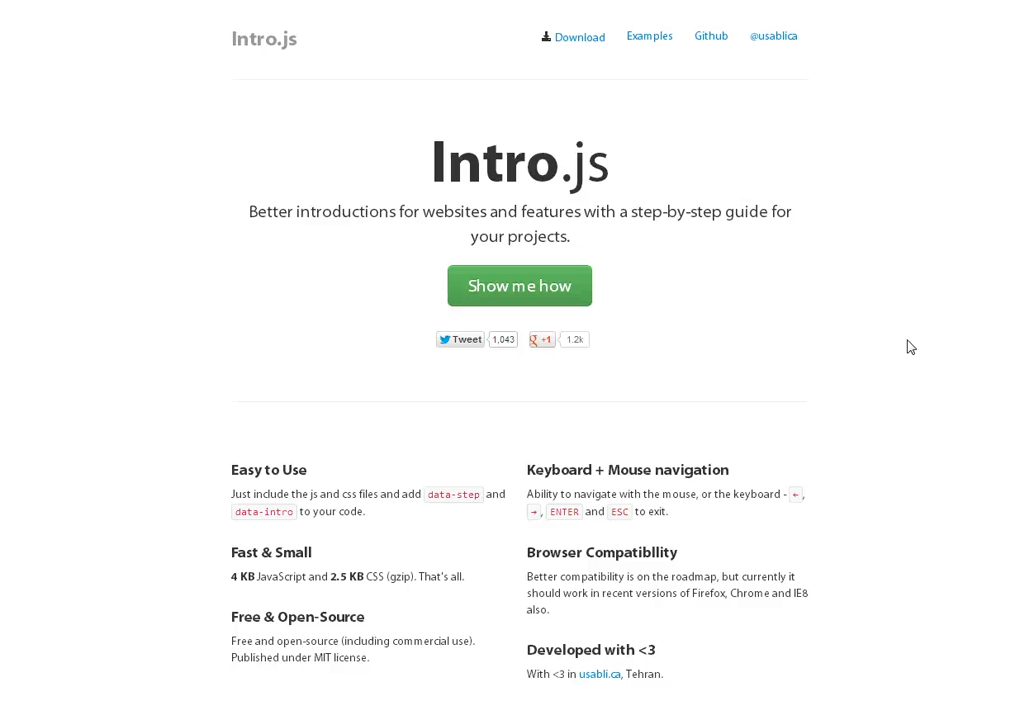 Intro.js
Download Examples Github @usablica
Intro.js
Better introductions for websites and features with a step-by-step guide for
your projects.
Show me how
Tweet 1,043 +1 1.2k
Easy to Use
Just include the js and css files and add data-step and
data-intro to your code.
Fast & Small
4 KB JavaScript and 2.5 KB CSS (gzip). That's all.
Free & Open-Source
Free and open-source (including commercial use).
Published under MIT license.
Keyboard + Mouse navigation
Ability to navigate with the mouse, or the keyboard - ←,
→, ENTER and ESC to exit.
Browser Compatibllity
Better compatibility is on the roadmap, but currently it
should work in recent versions of Firefox, Chrome and IE8
also.
Developed with <3
With <3 in usabli.ca, Tehran.